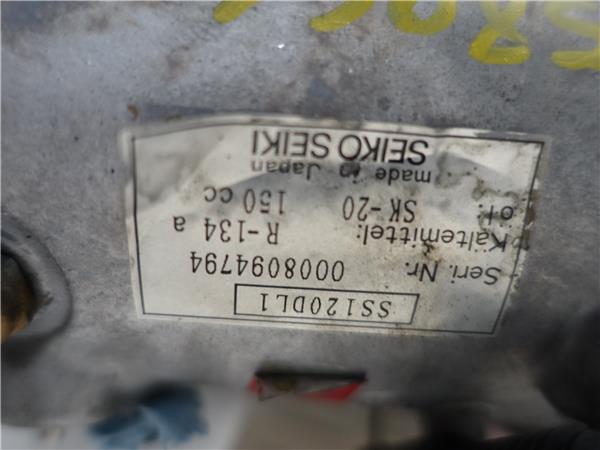 SS120DL1
Seri. Nr. 0008094794
Kältemittel: R-134 a
öl: SK-20 150 cc
made in Japan
SEIKO SEIKI